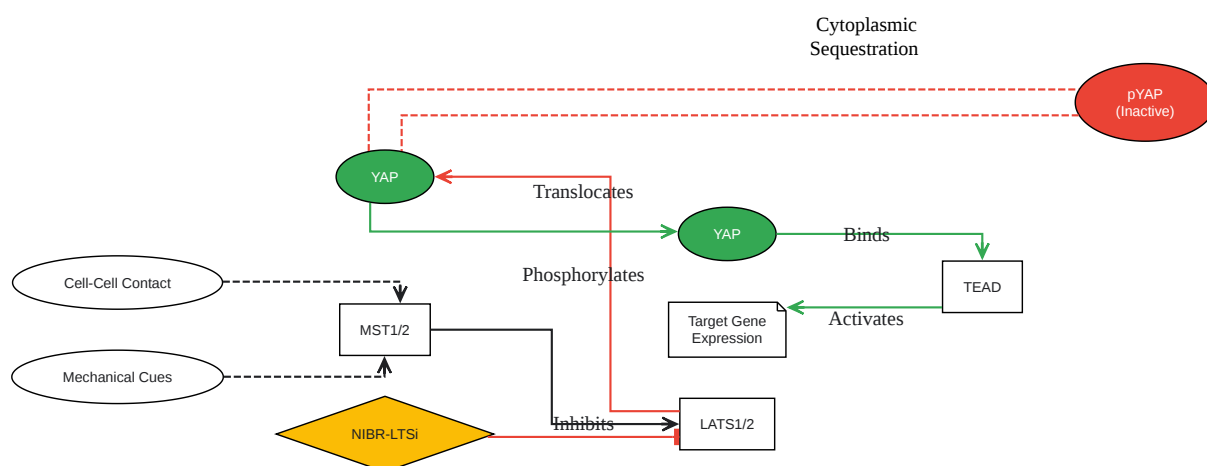 Cytoplasmic
Sequestration
pYAP
(Inactive)
YAP
Translocates
YAP
Binds
Cell-Cell Contact
Phosphorylates
TEAD
MST1/2
Target Gene
Expression
Activates
Mechanical Cues
NIBR-LTSi
Inhibits
LATS1/2